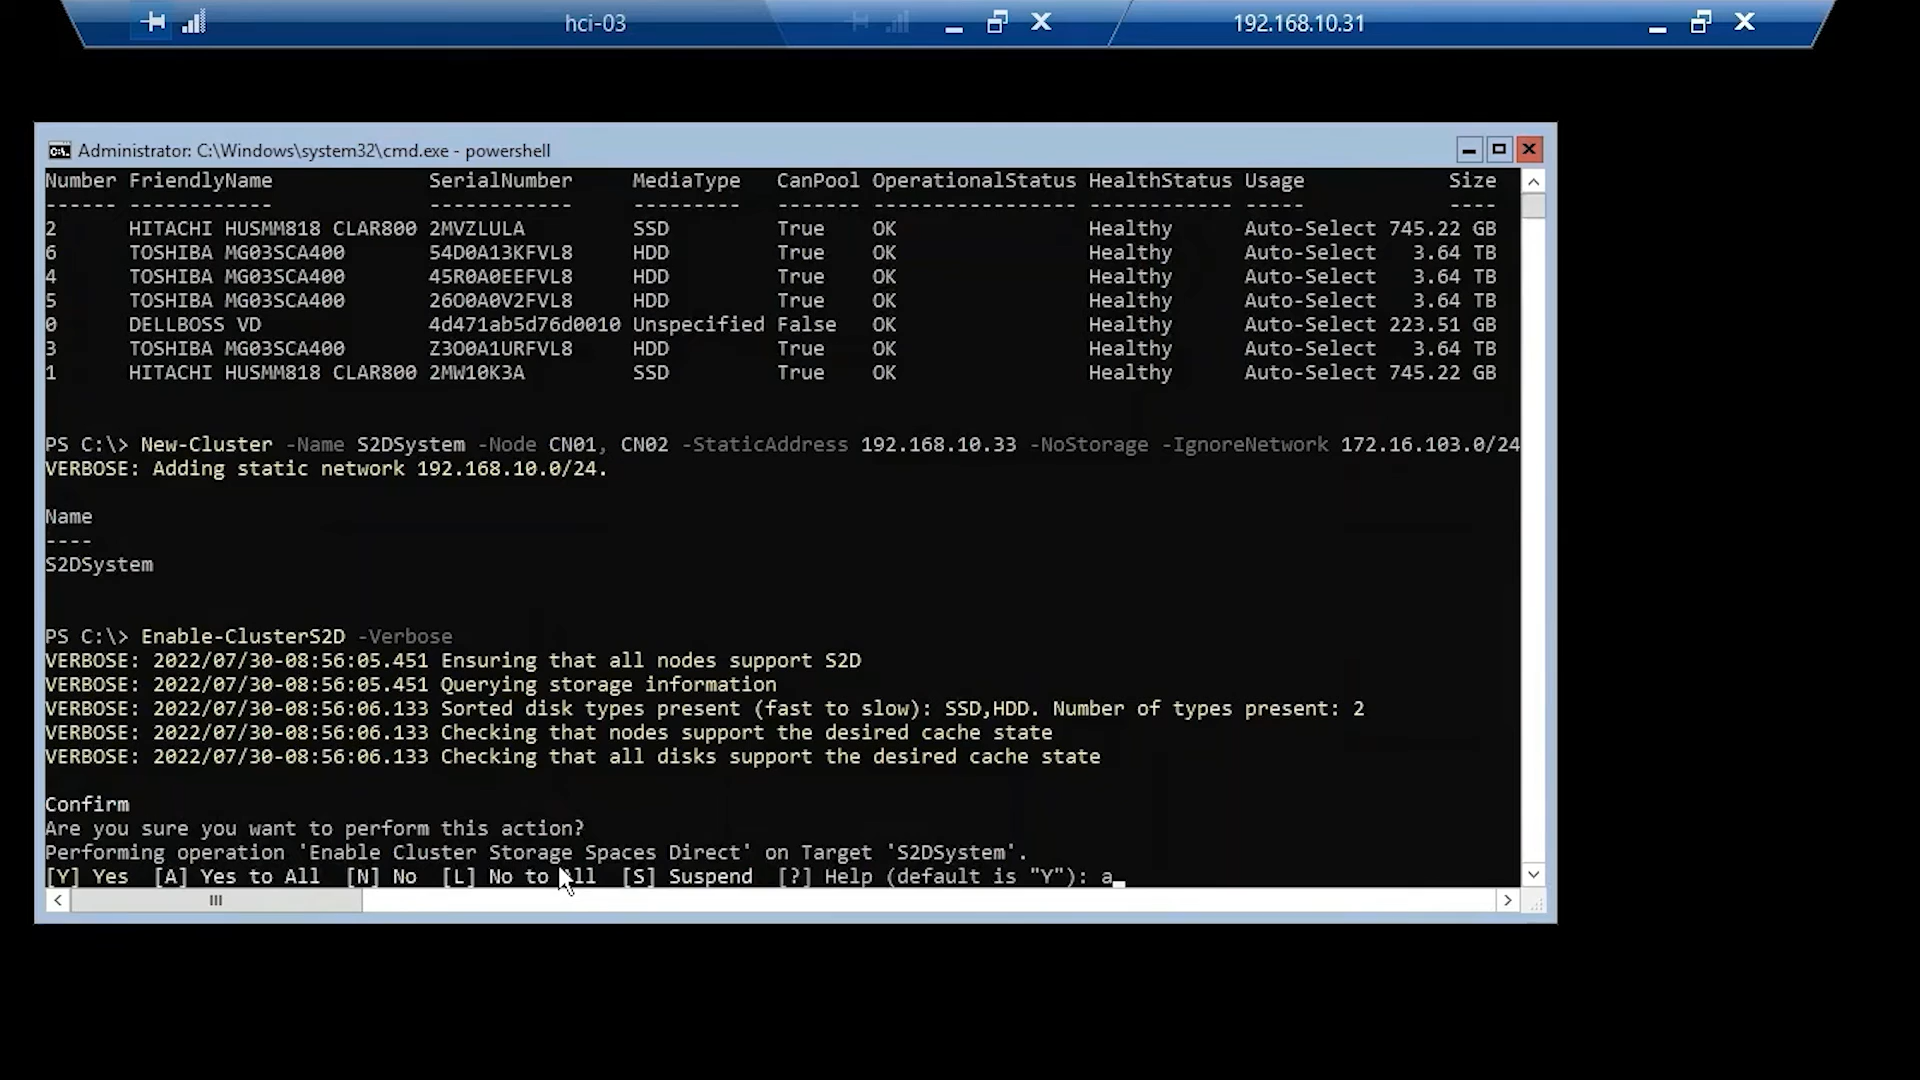 hci-03
192.168.10.31
Administrator: C:\Windows\system32\cmd.exe - powershell
Number FriendlyName SerialNumber MediaType CanPool OperationalStatus HealthStatus Usage Size
------ ------------ ------------ --------- ------- ----------------- ------------ ----- ----
2 HITACHI HUSMM818 CLAR800 2MVZLULA SSD True OK Healthy Auto-Select 745.22 GB
6 TOSHIBA MG03SCA400 54D0A13KFVL8 HDD True OK Healthy Auto-Select 3.64 TB
4 TOSHIBA MG03SCA400 45R0A0EEFVL8 HDD True OK Healthy Auto-Select 3.64 TB
5 TOSHIBA MG03SCA400 26O0A0V2FVL8 HDD True OK Healthy Auto-Select 3.64 TB
0 DELLBOSS VD 4d471ab5d76d0010 Unspecified False OK Healthy Auto-Select 223.51 GB
3 TOSHIBA MG03SCA400 Z3O0A1URFVL8 HDD True OK Healthy Auto-Select 3.64 TB
1 HITACHI HUSMM818 CLAR800 2MW10K3A SSD True OK Healthy Auto-Select 745.22 GB
PS C:\> New-Cluster -Name S2DSystem -Node CN01, CN02 -StaticAddress 192.168.10.33 -NoStorage -IgnoreNetwork 172.16.103.0/24
VERBOSE: Adding static network 192.168.10.0/24.
Name
----
S2DSystem
PS C:\> Enable-ClusterS2D -Verbose
VERBOSE: 2022/07/30-08:56:05.451 Ensuring that all nodes support S2D
VERBOSE: 2022/07/30-08:56:05.451 Querying storage information
VERBOSE: 2022/07/30-08:56:06.133 Sorted disk types present (fast to slow): SSD,HDD. Number of types present: 2
VERBOSE: 2022/07/30-08:56:06.133 Checking that nodes support the desired cache state
VERBOSE: 2022/07/30-08:56:06.133 Checking that all disks support the desired cache state
Confirm
Are you sure you want to perform this action?
Performing operation 'Enable Cluster Storage Spaces Direct' on Target 'S2DSystem'.
[Y] Yes [A] Yes to All [N] No [L] No to All [S] Suspend [?] Help (default is "Y"): a